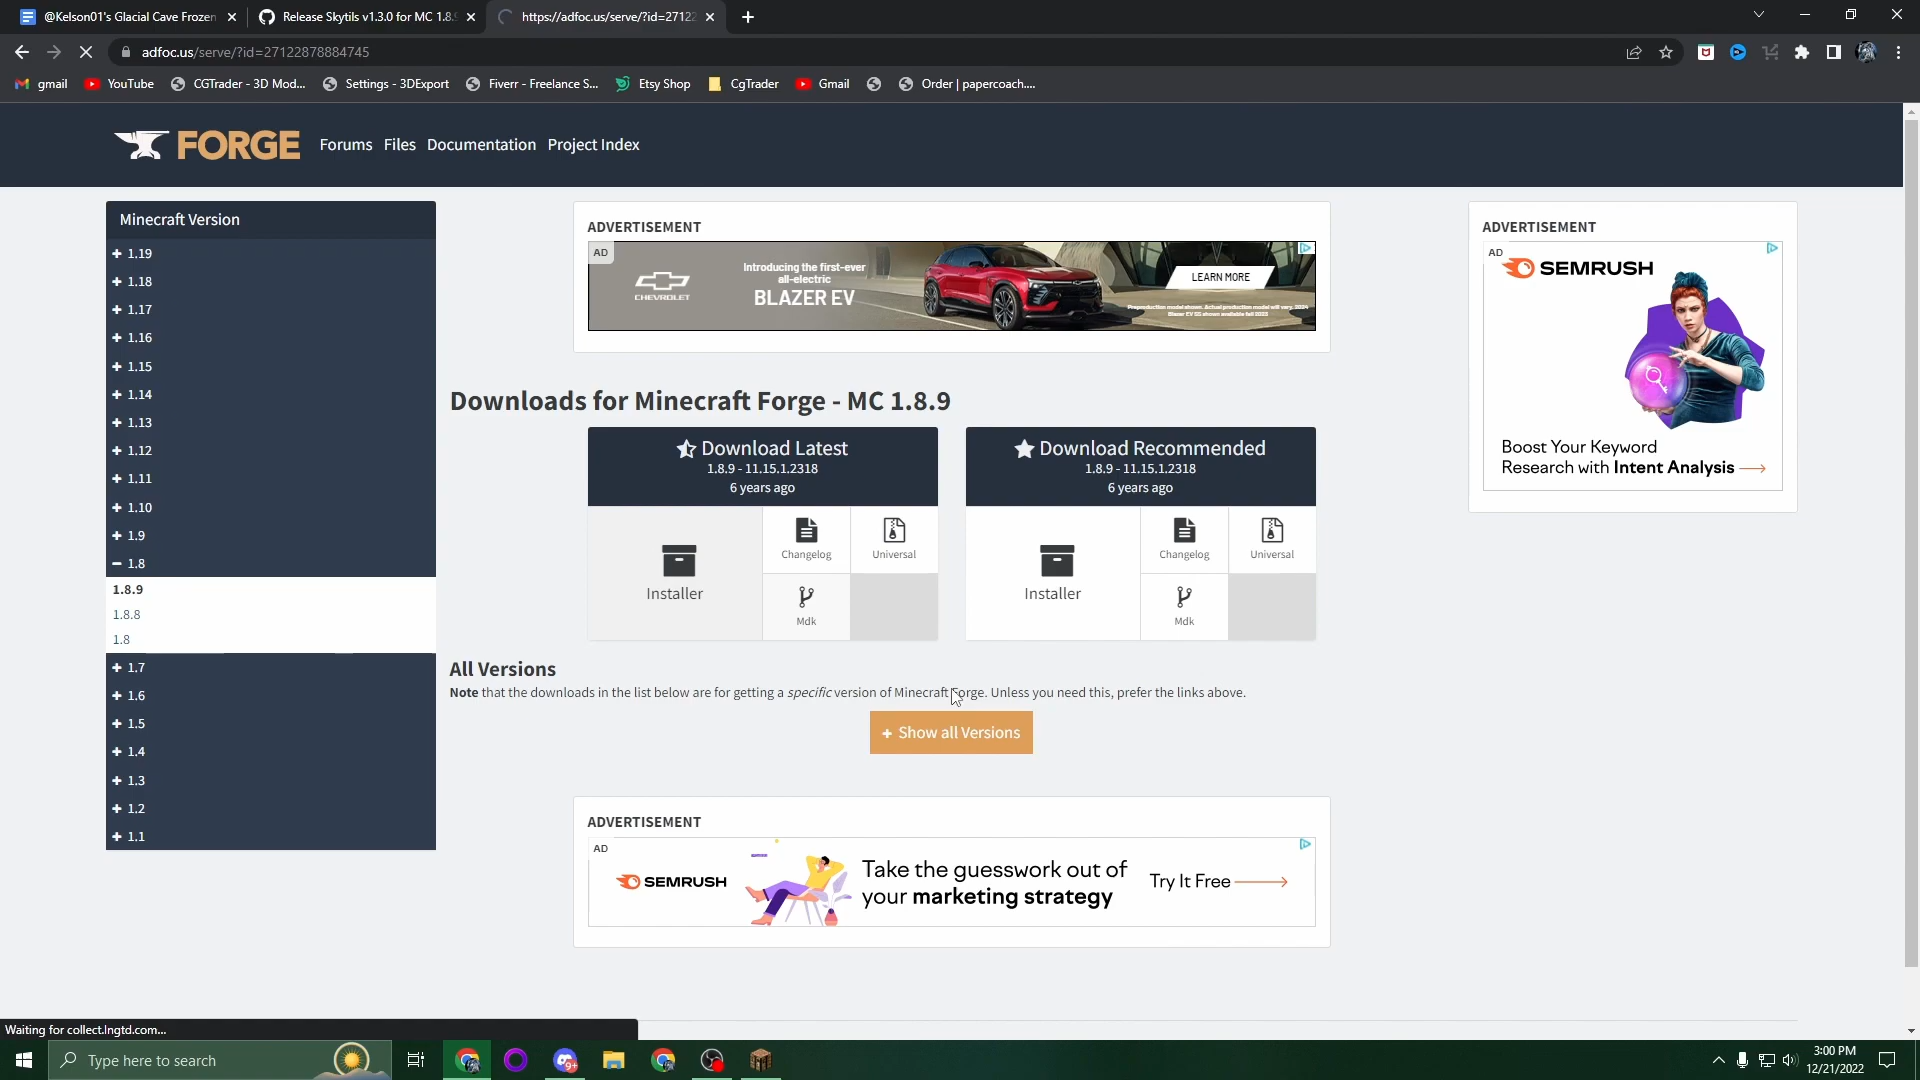 @Kelson01's Glacial Cave Frozen
Release Skytils v1.3.0 for MC 1.8.9
https://adfoc.us/serve/?id=27122
adfoc.us/serve/?id=27122878884745
gmail
YouTube
CGTrader - 3D Mod...
Settings - 3DExport
Fiverr - Freelance S...
Etsy Shop
CgTrader
Gmail
Order | papercoach....
FORGE
Forums
Files
Documentation
Project Index
Minecraft Version
1.19
1.18
1.17
1.16
1.15
1.14
1.13
1.12
1.11
1.10
1.9
1.8
1.8.9
1.8.8
1.8
1.7
1.6
1.5
1.4
1.3
1.2
1.1
ADVERTISEMENT
AD
CHEVROLET
Introducing the first-ever
all-electric
BLAZER EV
LEARN MORE
Downloads for Minecraft Forge - MC 1.8.9
Download Latest
1.8.9 - 11.15.1.2318
6 years ago
Installer
Changelog
Universal
Mdk
Download Recommended
1.8.9 - 11.15.1.2318
6 years ago
Installer
Changelog
Universal
Mdk
All Versions
Note that the downloads in the list below are for getting a specific version of Minecraft Forge. Unless you need this, prefer the links above.
+ Show all Versions
ADVERTISEMENT
AD
SEMRUSH
Take the guesswork out of
your marketing strategy
Try It Free
ADVERTISEMENT
AD
SEMRUSH
Boost Your Keyword
Research with Intent Analysis
Waiting for collect.lngtd.com...
Type here to search
9+
3:00 PM
12/21/2022